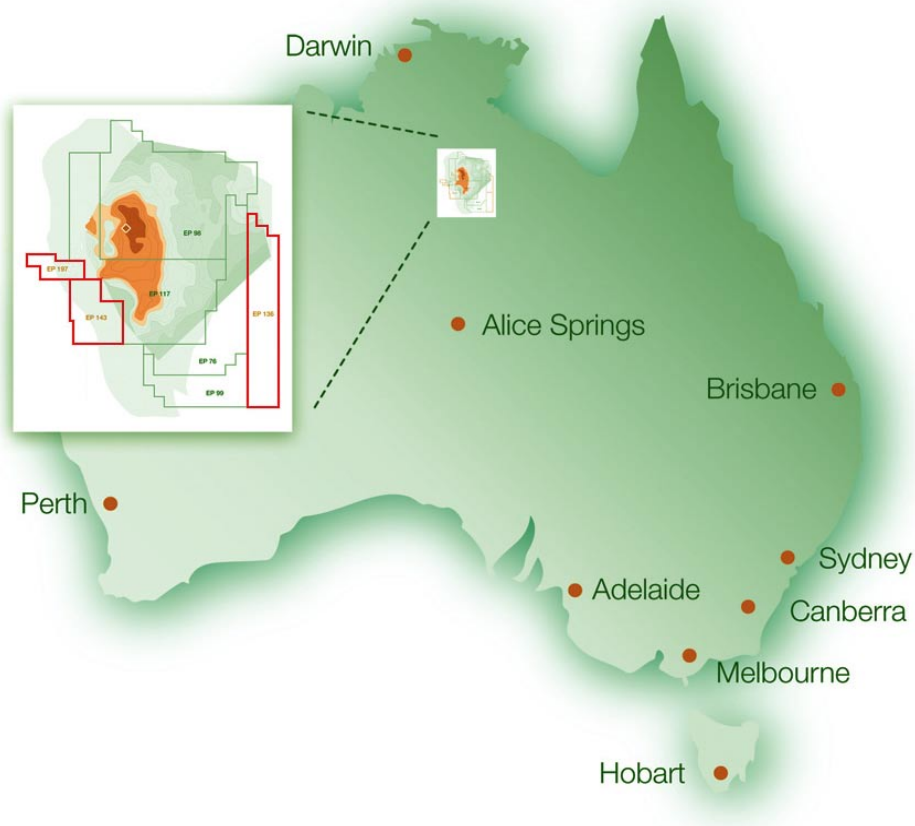 Darwin
EP 98
EP 197
EP 117
EP 143
EP 136
EP 76
EP 99
Alice Springs
Brisbane
Perth
Sydney
Adelaide
Canberra
Melbourne
Hobart